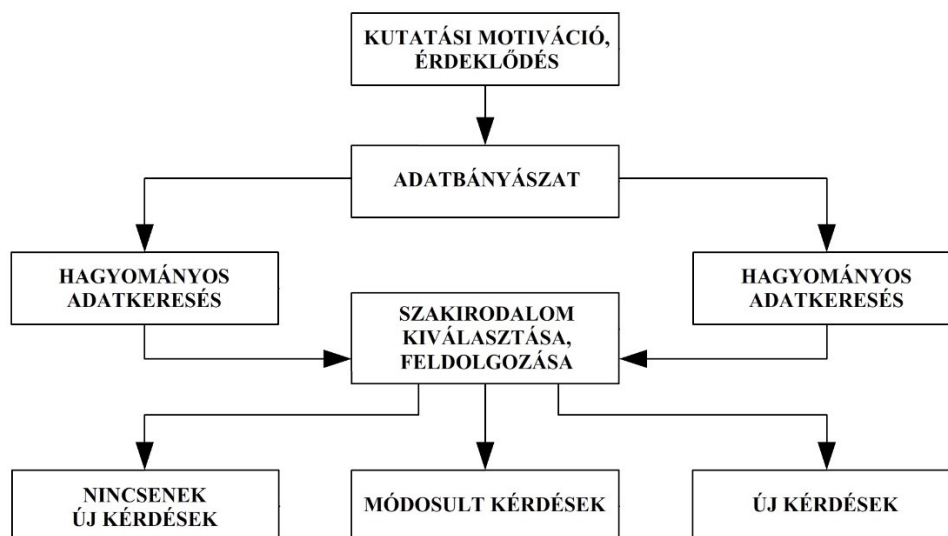 KUTATÁSI MOTIVÁCIÓ,
ÉRDEKLŐDÉS
ADATBÁNYÁSZAT
HAGYOMÁNYOS
ADATKERESÉS
HAGYOMÁNYOS
ADATKERESÉS
SZAKIRODALOM
KIVÁLASZTÁSA,
FELDOLGOZÁSA
NINCSENEK
ÚJ KÉRDÉSEK
MÓDOSULT KÉRDÉSEK
ÚJ KÉRDÉSEK